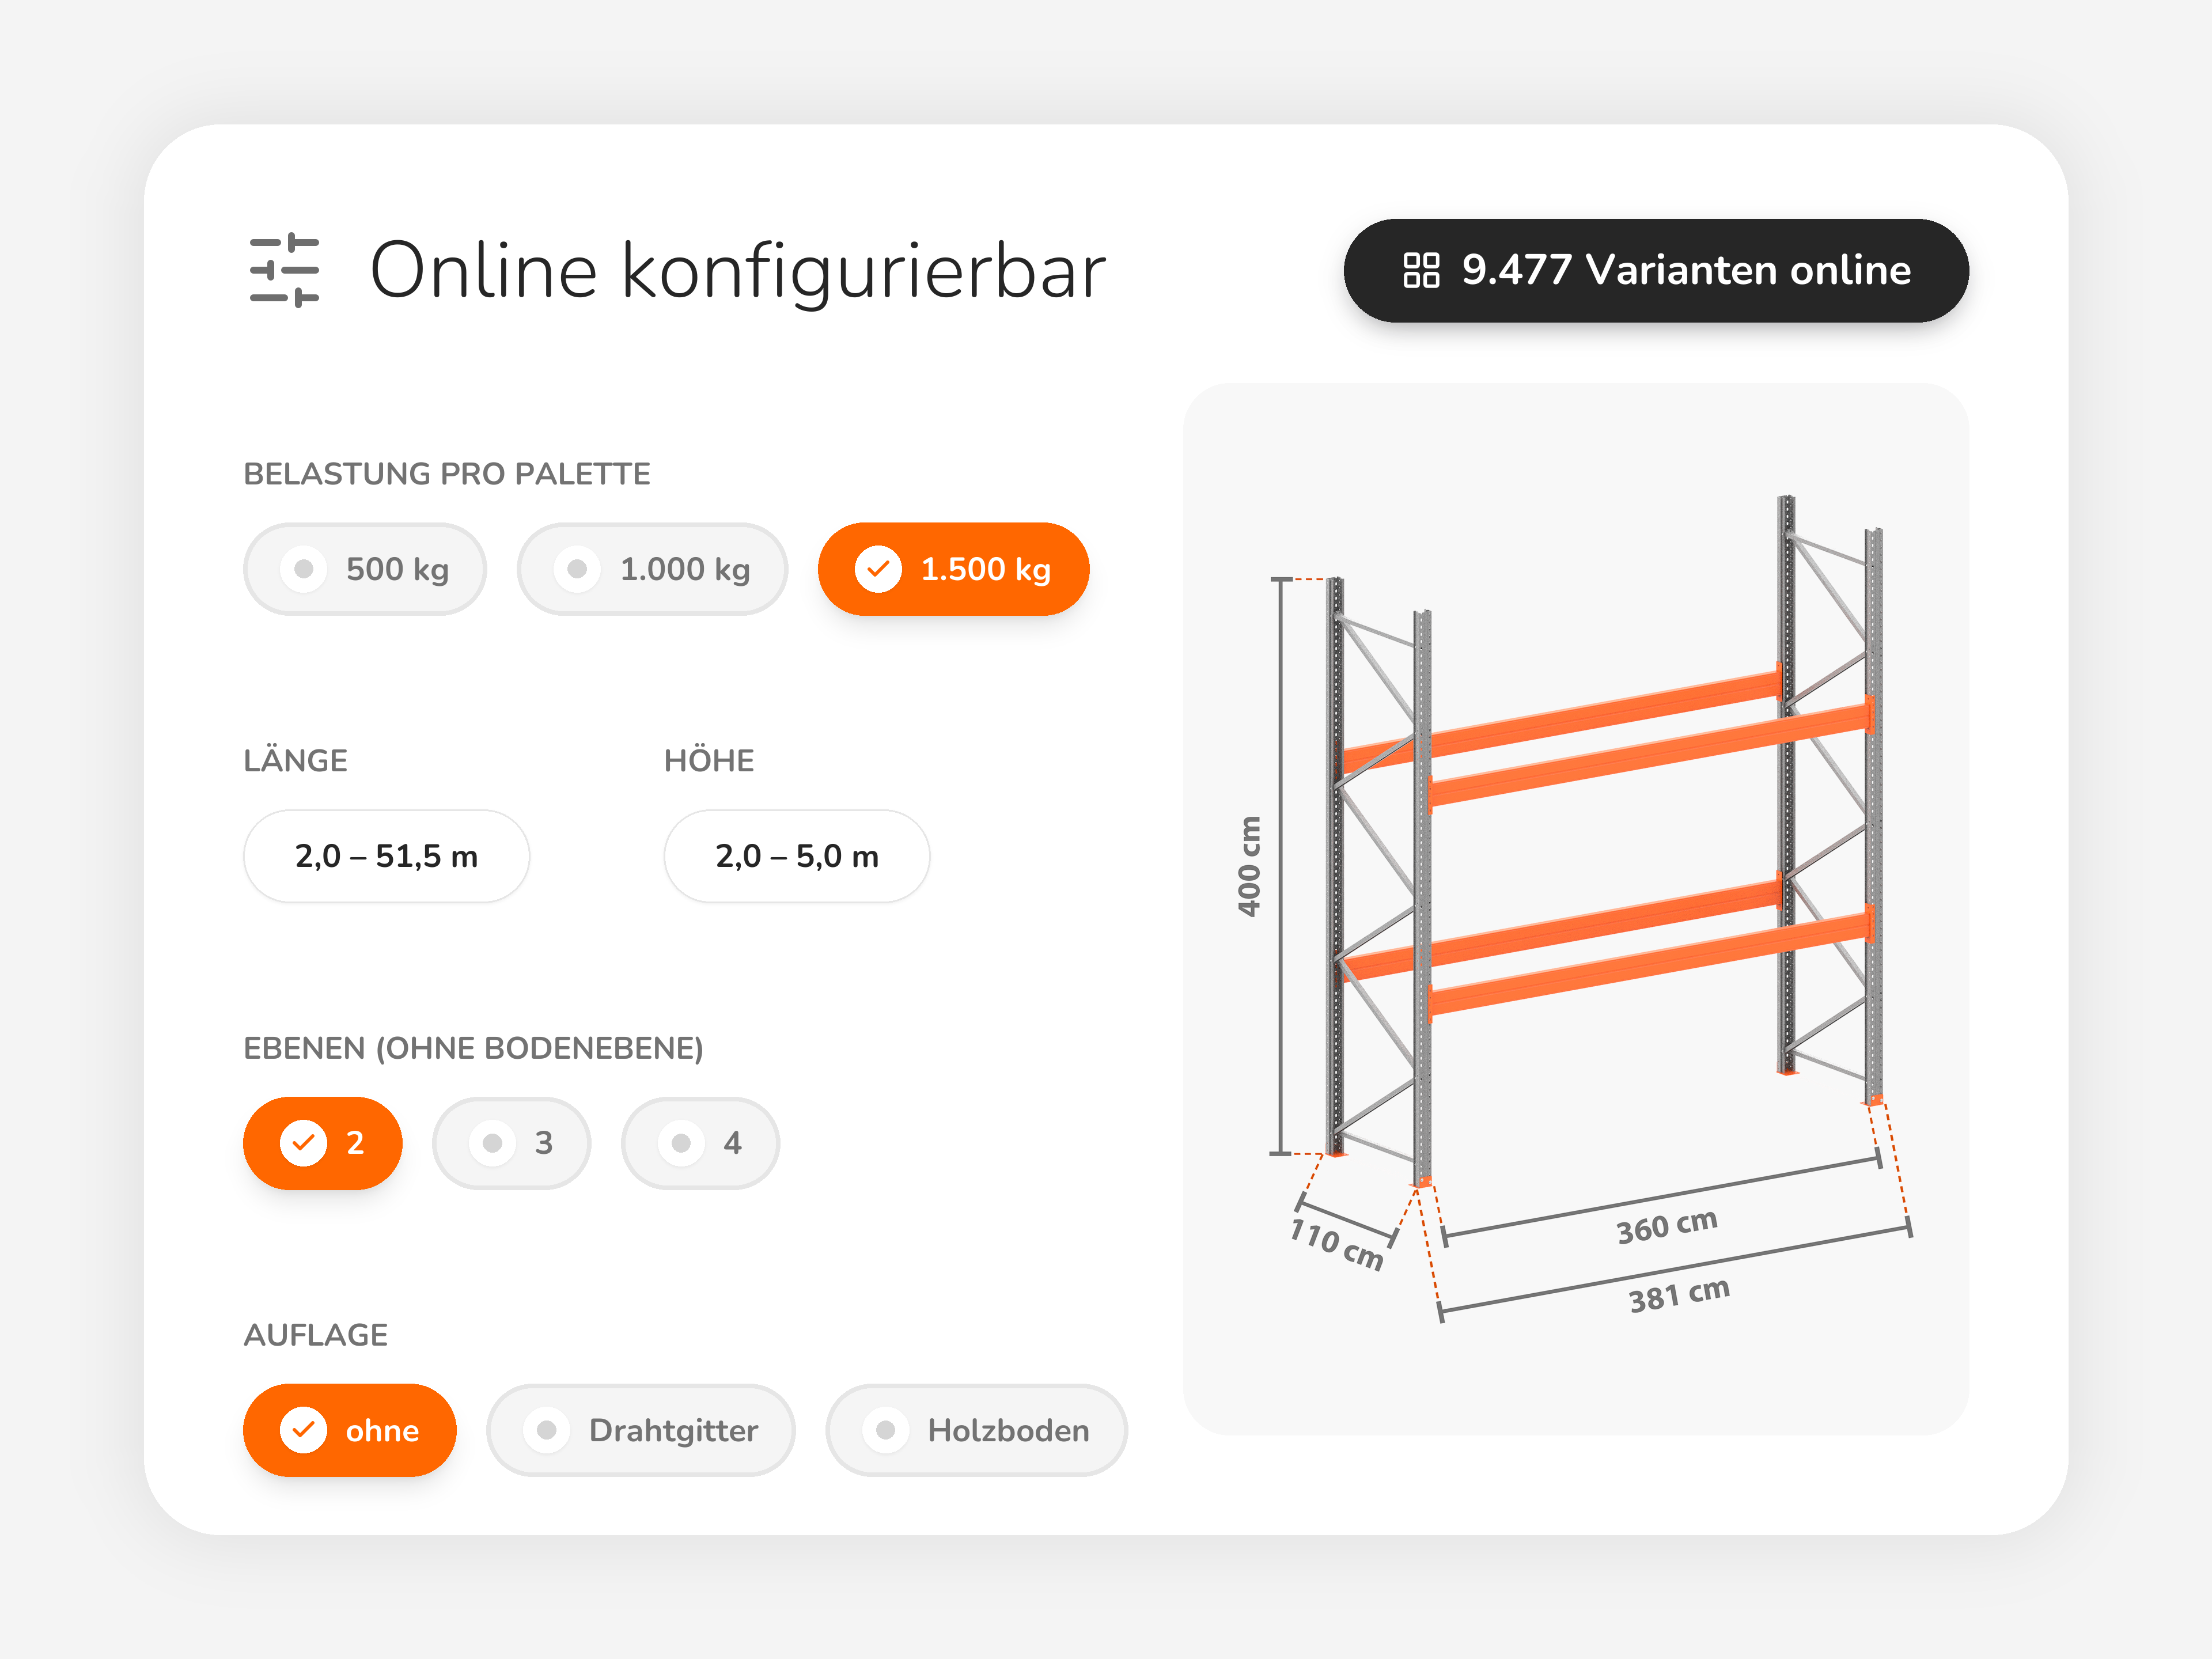 Online konfigurierbar
9.477 Varianten online
BELASTUNG PRO PALETTE
500 kg
1.000 kg
1.500 kg
LÄNGE
HÖHE
2,0 – 51,5 m
2,0 – 5,0 m
EBENEN (OHNE BODENEBENE)
2
3
4
AUFLAGE
ohne
Drahtgitter
Holzboden
400 cm
110 cm
360 cm
381 cm